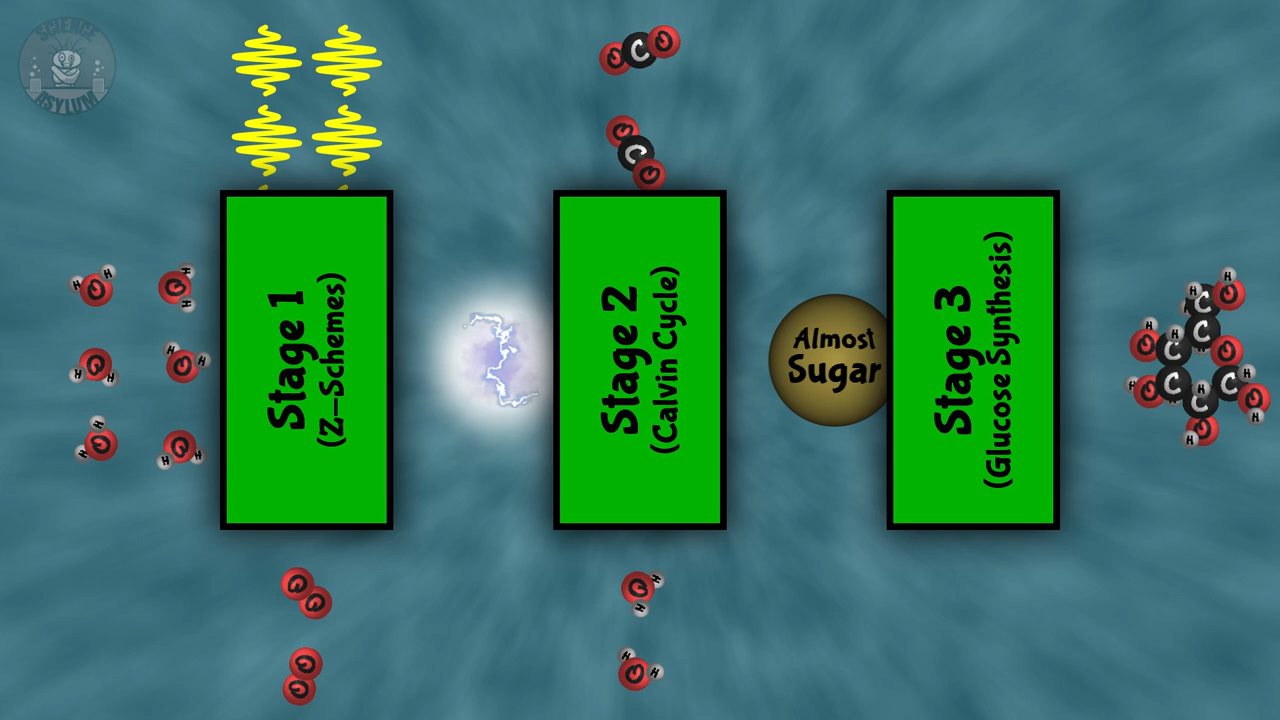 SCIENCE
ASYLUM
O C O
O C O
Stage 1
(Z-Schemes)
Stage 2
(Calvin Cycle)
Almost
Sugar
Stage 3
(Glucose Synthesis)
H O H
H O H
H O H
H O H
H O H
H O H
O O
O O
H O H
H O H
H H C O
C
O H C H O
H O C C H O
C H H
H O